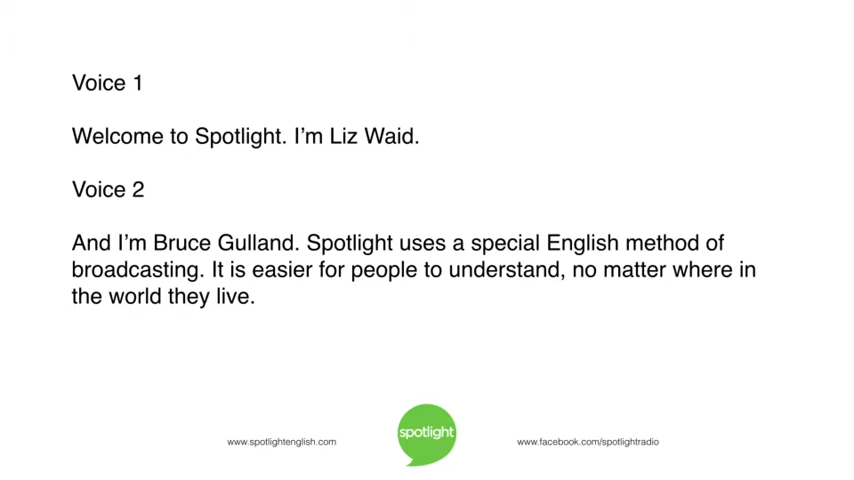 Voice 1
Welcome to Spotlight. I'm Liz Waid.
Voice 2
And I'm Bruce Gulland. Spotlight uses a special English method of
broadcasting. It is easier for people to understand, no matter where in
the world they live.
www.spotlightenglish.com
spotlight
www.facebook.com/spotlightradio